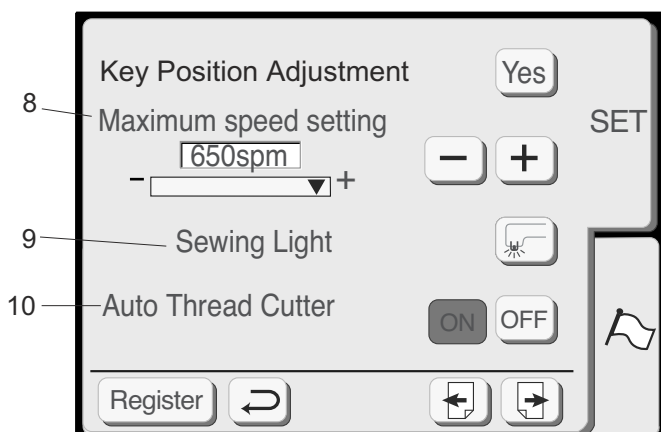 Key Position Adjustment Yes
8 Maximum speed setting SET
650spm
- +
- +
9 Sewing Light
10 Auto Thread Cutter ON OFF
Register